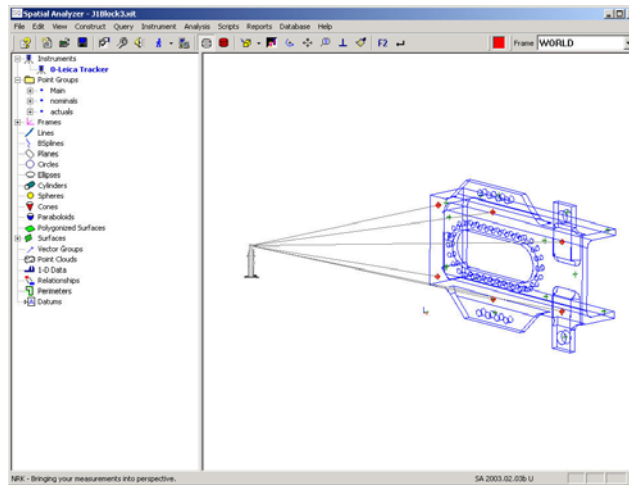 Spatial Analyzer - J1Block3.xit
File Edit View Construct Query Instrument Analysis Scripts Reports Database Help
F2 Frame WORLD
Instruments
0-Leica Tracker
Point Groups
Main
nominals
actuals
Frames
Lines
BSplines
Planes
Circles
Ellipses
Cylinders
Spheres
Cones
Paraboloids
Polygonized Surfaces
Surfaces
Vector Groups
Point Clouds
1-D Data
Relationships
Perimeters
Datums
NRK - Bringing your measurements into perspective. SA 2003.02.03b U